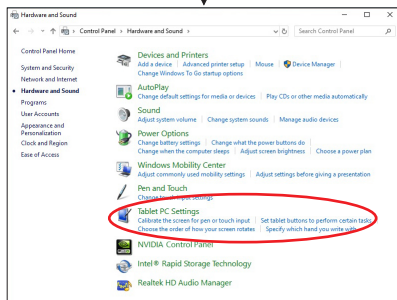 Hardware and Sound
Control Panel > Hardware and Sound >
Search Control Panel
Control Panel Home
System and Security
Network and Internet
Hardware and Sound
Programs
User Accounts
Appearance and
Personalization
Clock and Region
Ease of Access
Devices and Printers
Add a device | Advanced printer setup | Mouse | Device Manager |
Change Windows To Go startup options
AutoPlay
Change default settings for media or devices | Play CDs or other media automatically
Sound
Adjust system volume | Change system sounds | Manage audio devices
Power Options
Change battery settings | Change what the power buttons do |
Change when the computer sleeps | Adjust screen brightness | Choose a power plan
Windows Mobility Center
Adjust commonly used mobility settings | Adjust settings before giving a presentation
Pen and Touch
Change touch input settings
Tablet PC Settings
Calibrate the screen for pen or touch input | Set tablet buttons to perform certain tasks
Choose the order of how your screen rotates | Specify which hand you write with
NVIDIA Control Panel
Intel® Rapid Storage Technology
Realtek HD Audio Manager